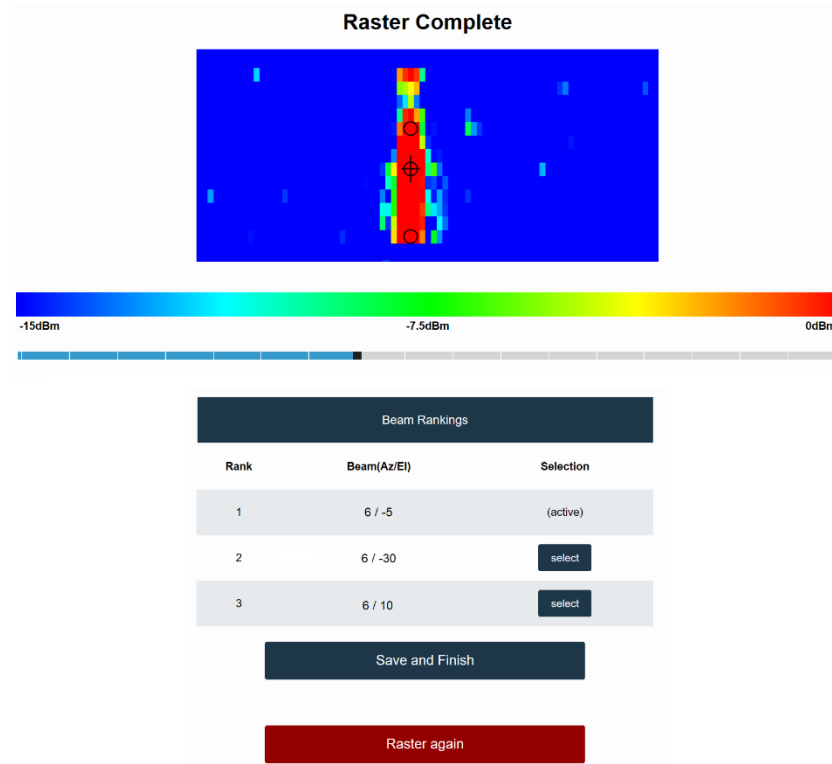 Raster Complete
-15dBm -7.5dBm 0dBm
Beam Rankings
Rank Beam(Az/El) Selection
1 6 / -5 (active)
2 6 / -30 select
3 6 / 10 select
Save and Finish
Raster again